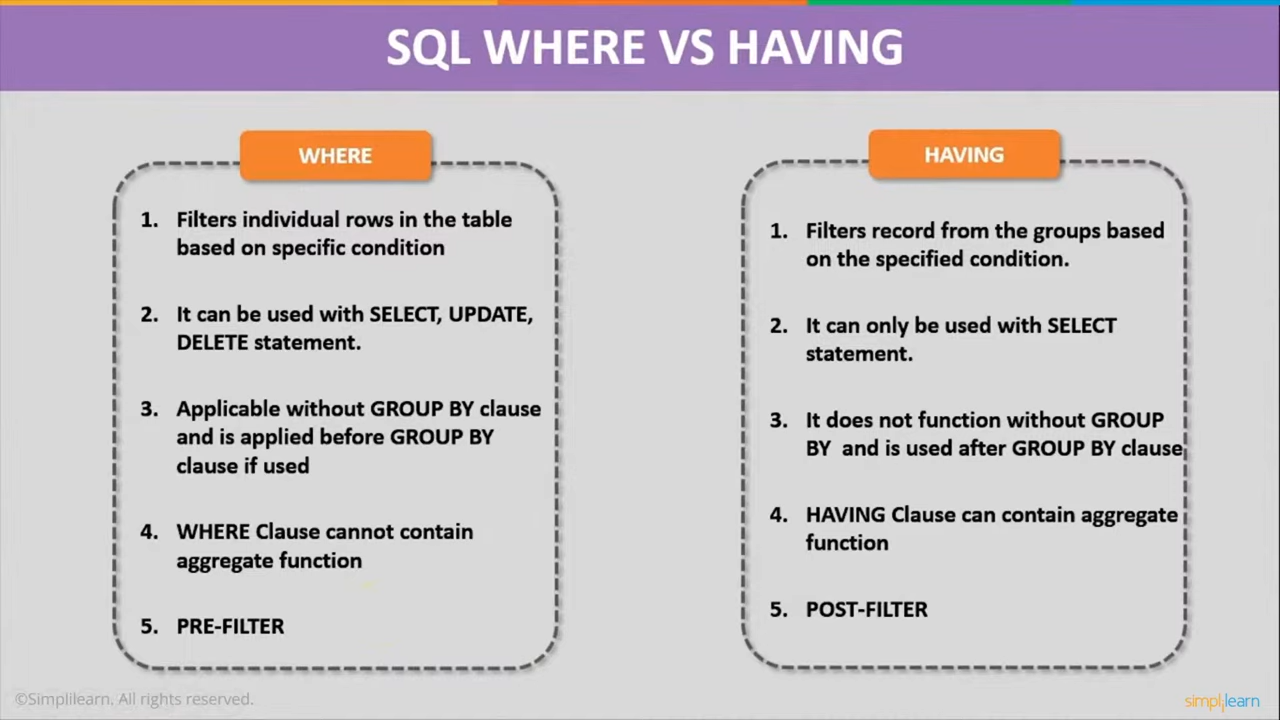 SQL WHERE VS HAVING
WHERE
1. Filters individual rows in the table
based on specific condition
2. It can be used with SELECT, UPDATE,
DELETE statement.
3. Applicable without GROUP BY clause
and is applied before GROUP BY
clause if used
4. WHERE Clause cannot contain
aggregate function
5. PRE-FILTER
HAVING
1. Filters record from the groups based
on the specified condition.
2. It can only be used with SELECT
statement.
3. It does not function without GROUP
BY and is used after GROUP BY clause
4. HAVING Clause can contain aggregate
function
5. POST-FILTER
©Simplilearn. All rights reserved.
simplilearn